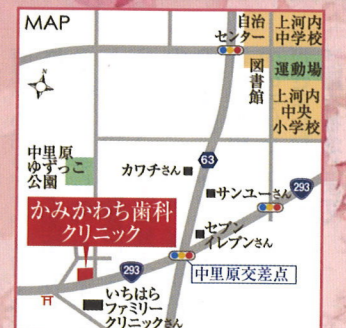 MAP
N
自治
センター
上河内
中学校
図書館
運動場
上河内
中央
小学校
中里原
ゆずっこ
公園
カワチさん
63
サンユーさん
293
かみかわち歯科
クリニック
セブン
イレブンさん
293
中里原交差点
いちはら
ファミリー
クリニックさん